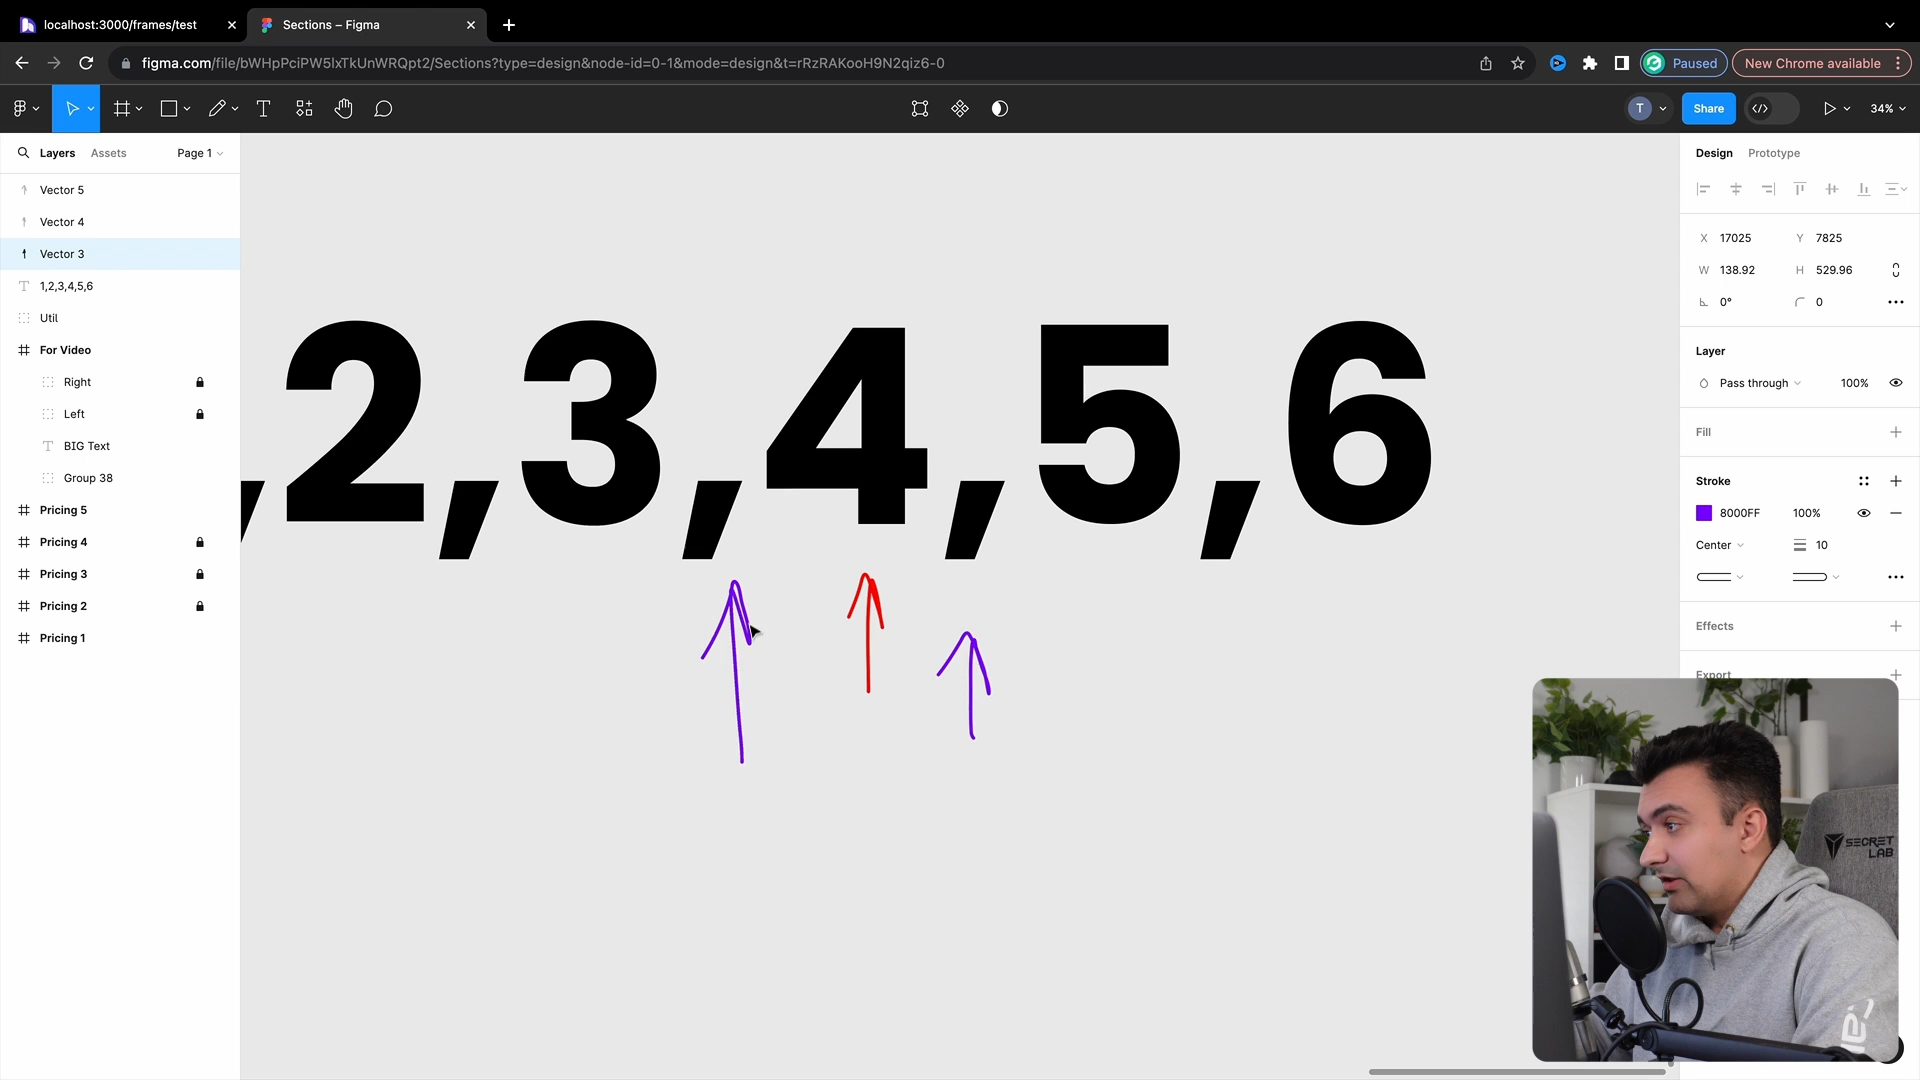 localhost:3000/frames/test
Sections – Figma
figma.com/file/bWHpPciPW5lxTkUnWRQpt2/Sections?type=design&node-id=0-1&mode=design&t=rRzRAKooH9N2qiz6-0
Paused
New Chrome available
T
Share
34%
Layers
Assets
Page 1
Vector 5
Vector 4
Vector 3
1,2,3,4,5,6
Util
For Video
Right
Left
BIG Text
Group 38
Pricing 5
Pricing 4
Pricing 3
Pricing 2
Pricing 1
,2,3,4,5,6
Design
Prototype
X 17025
Y 7825
W 138.92
H 529.96
0°
0
Layer
Pass through
100%
Fill
Stroke
8000FF
100%
Center
10
Effects
Export
SECRET
LAB